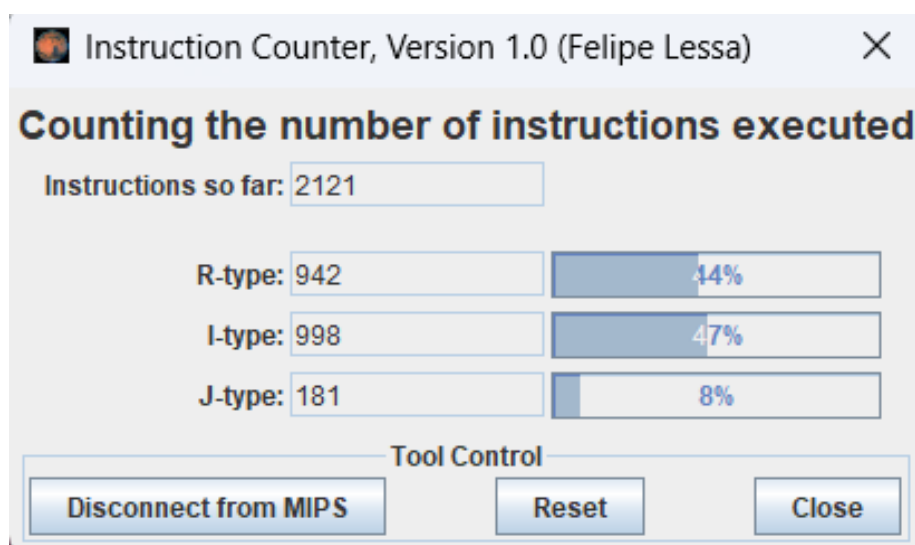 Instruction Counter, Version 1.0 (Felipe Lessa)
Counting the number of instructions executed
Instructions so far: 2121
R-type: 942 44%
I-type: 998 47%
J-type: 181 8%
Tool Control
Disconnect from MIPS Reset Close